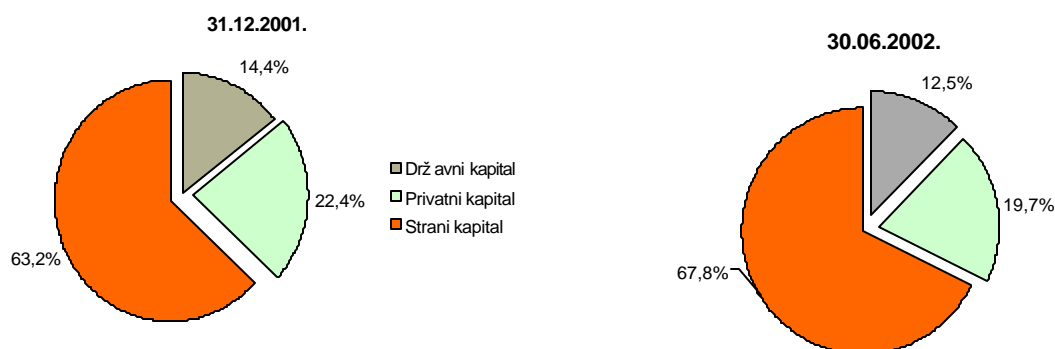 31.12.2001.
14,4%
22,4%
63,2%
Drž avni kapital
Privatni kapital
Strani kapital
30.06.2002.
12,5%
19,7%
67,8%